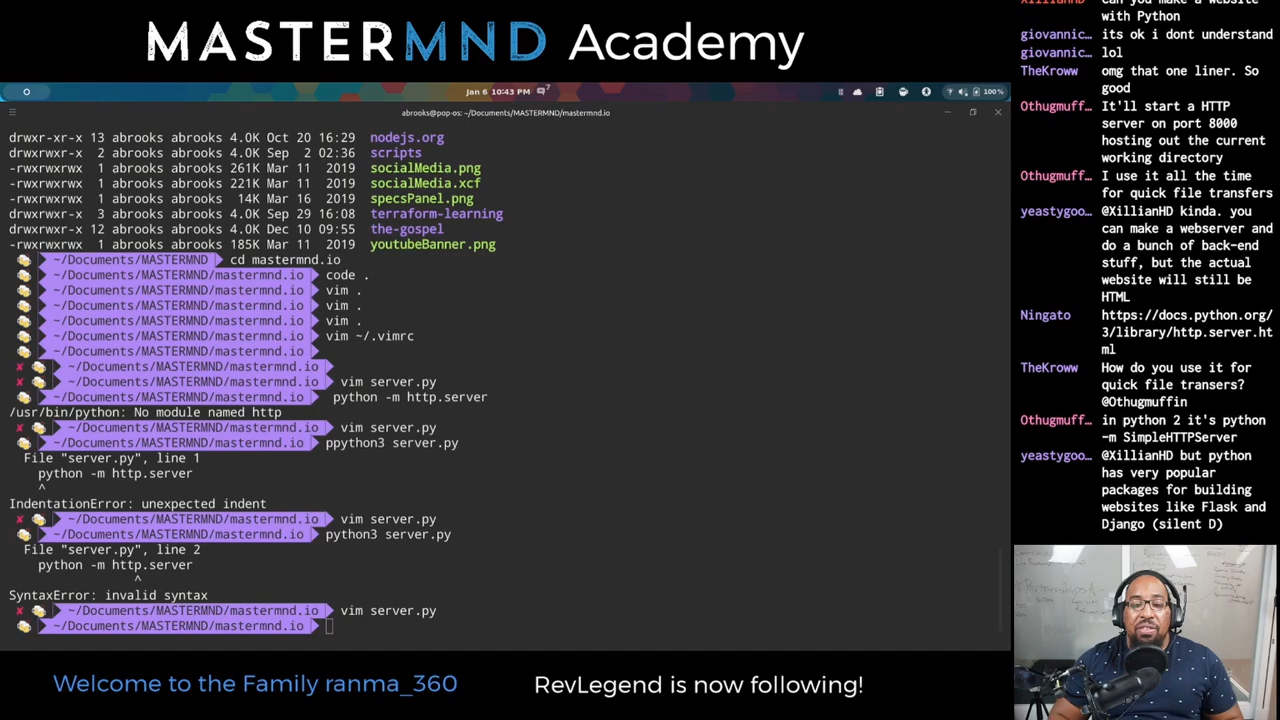 MASTERMND Academy
Jan 6 10:43 PM 7
100%
abrooks@pop-os: ~/Documents/MASTERMND/mastermnd.io
drwxr-xr-x 13 abrooks abrooks 4.0K Oct 20 16:29 nodejs.org
drwxrwxr-x 2 abrooks abrooks 4.0K Sep 2 02:36 scripts
-rwxrwxrwx 1 abrooks abrooks 261K Mar 11 2019 socialMedia.png
-rwxrwxrwx 1 abrooks abrooks 221K Mar 11 2019 socialMedia.xcf
-rwxrwxrwx 1 abrooks abrooks 14K Mar 16 2019 specsPanel.png
drwxrwxr-x 3 abrooks abrooks 4.0K Sep 29 16:08 terraform-learning
drwxrwxr-x 12 abrooks abrooks 4.0K Dec 10 09:55 the-gospel
-rwxrwxrwx 1 abrooks abrooks 185K Mar 11 2019 youtubeBanner.png
~/Documents/MASTERMND cd mastermnd.io
~/Documents/MASTERMND/mastermnd.io code .
~/Documents/MASTERMND/mastermnd.io vim .
~/Documents/MASTERMND/mastermnd.io vim .
~/Documents/MASTERMND/mastermnd.io vim .
~/Documents/MASTERMND/mastermnd.io vim ~/.vimrc
~/Documents/MASTERMND/mastermnd.io
✘ ~/Documents/MASTERMND/mastermnd.io
✘ ~/Documents/MASTERMND/mastermnd.io vim server.py
~/Documents/MASTERMND/mastermnd.io python -m http.server
/usr/bin/python: No module named http
✘ ~/Documents/MASTERMND/mastermnd.io vim server.py
~/Documents/MASTERMND/mastermnd.io ppython3 server.py
File "server.py", line 1
python -m http.server
^
IndentationError: unexpected indent
✘ ~/Documents/MASTERMND/mastermnd.io vim server.py
~/Documents/MASTERMND/mastermnd.io python3 server.py
File "server.py", line 2
python -m http.server
^
SyntaxError: invalid syntax
✘ ~/Documents/MASTERMND/mastermnd.io vim server.py
~/Documents/MASTERMND/mastermnd.io
XillianHD Can you make a website
with Python
giovannic… its ok i dont understand
giovannic… lol
TheKroww omg that one liner. So
good
Othugmuff… It'll start a HTTP
server on port 8000
hosting out the current
working directory
Othugmuff… I use it all the time
for quick file transfers
yeastygoo… @XillianHD kinda. you
can make a webserver and
do a bunch of back-end
stuff, but the actual
website will still be
HTML
Ningato https://docs.python.org/
3/library/http.server.ht
ml
TheKroww How do you use it for
quick file transers?
@Othugmuffin
Othugmuff… in python 2 it's python
-m SimpleHTTPServer
yeastygoo… @XillianHD but python
has very popular
packages for building
websites like Flask and
Django (silent D)
Welcome to the Family ranma_360
RevLegend is now following!